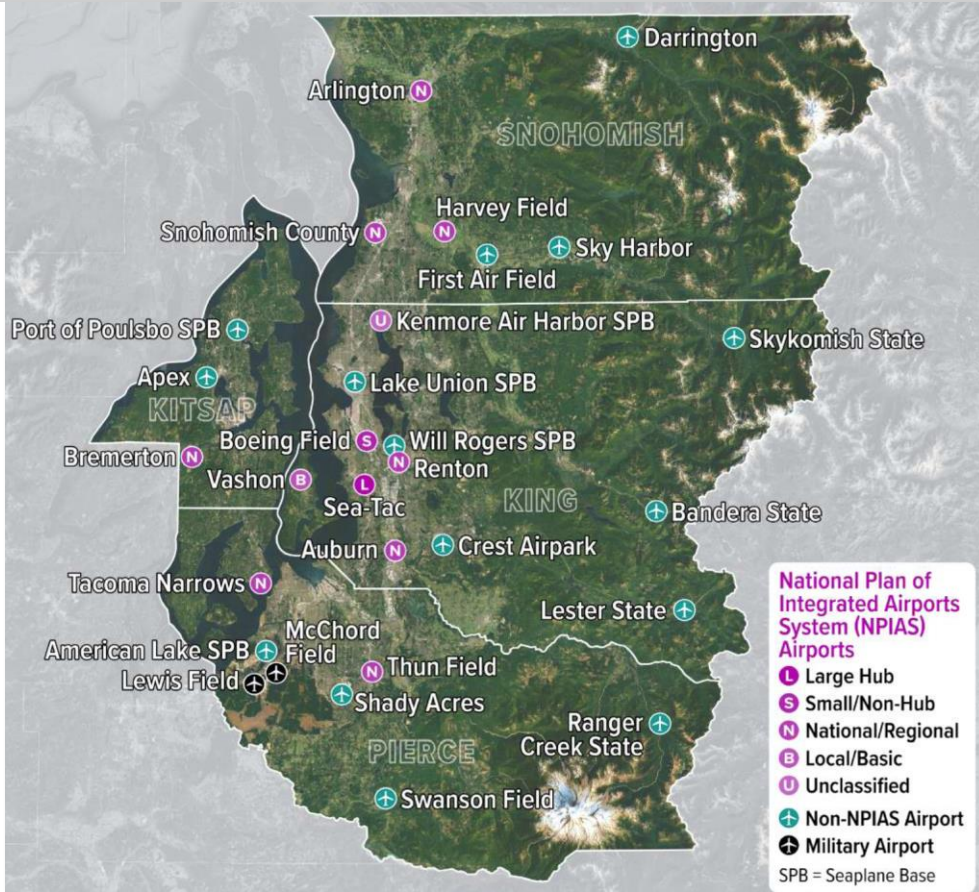 Darrington
Arlington
N
SNOHOMISH
Harvey Field
Snohomish County
N
N
Sky Harbor
First Air Field
U
Kenmore Air Harbor SPB
Port of Poulsbo SPB
Skykomish State
Apex
Lake Union SPB
KITSAP
Boeing Field
S
Will Rogers SPB
Bremerton
N
N
Renton
Vashon
B
L
Sea-Tac
KING
Bandera State
Auburn
N
Crest Airpark
Tacoma Narrows
N
Lester State
American Lake SPB
McChord
Field
Lewis Field
N
Thun Field
Shady Acres
Ranger
Creek State
PIERCE
Swanson Field
National Plan of
Integrated Airports
System (NPIAS)
Airports
L Large Hub
S Small/Non-Hub
N National/Regional
B Local/Basic
U Unclassified
Non-NPIAS Airport
Military Airport
SPB = Seaplane Base